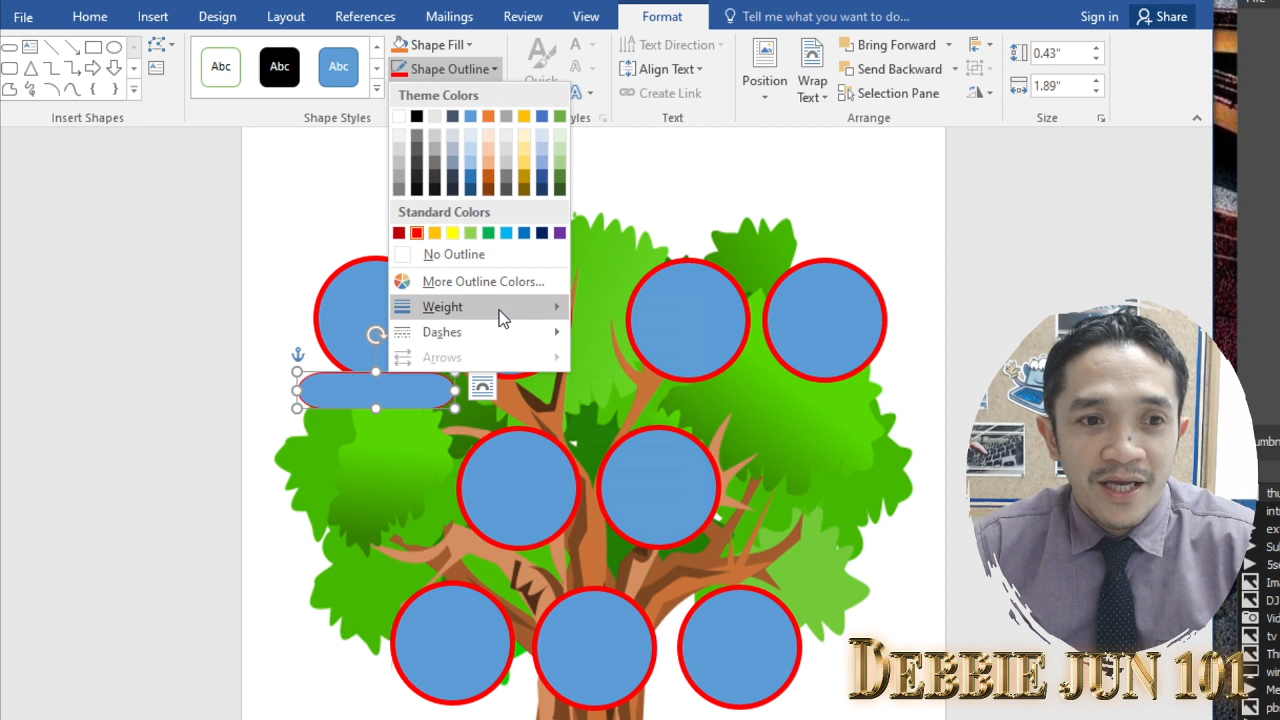 File Home Insert Design Layout References Mailings Review View Format Tell me what you want to do... Sign in Share
Abc Abc Abc
Shape Fill
Shape Outline
Theme Colors
Standard Colors
No Outline
More Outline Colors...
Weight
Dashes
Arrows
Quick
Text Direction
Align Text
Create Link
Position
Wrap
Text
Bring Forward
Send Backward
Selection Pane
0.43"
1.89"
Insert Shapes Shape Styles yles Text Arrange Size
DEBBIE JUN 101